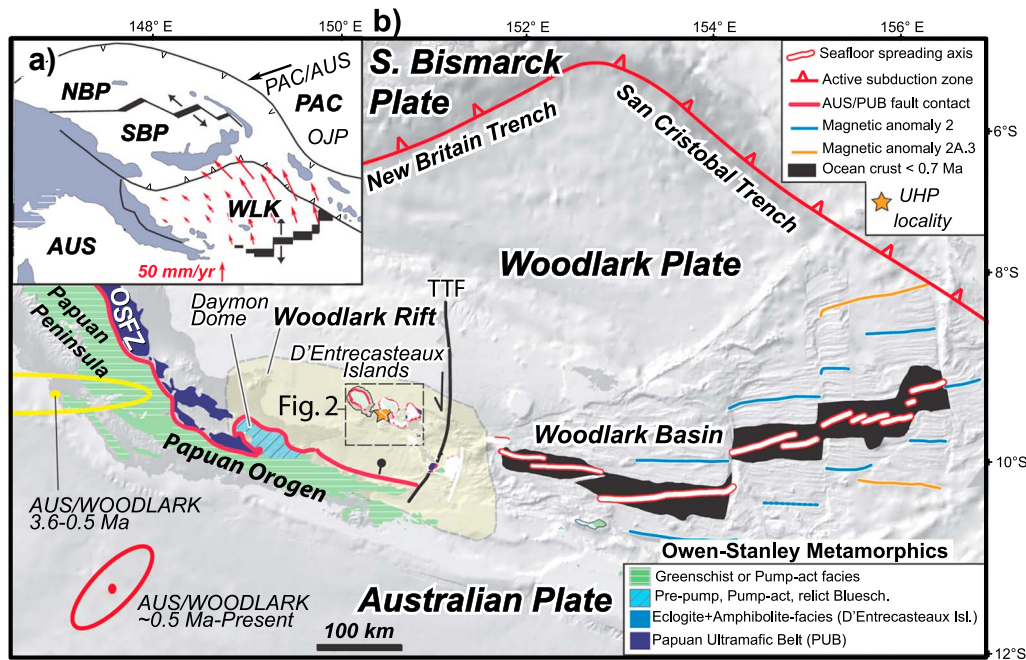 148° E
150° E
b)
152° E
154° E
156° E
a)
NBP
SBP
PAC/AUS
PAC
OJP
WLK
AUS
50 mm/yr
S. Bismarck
Plate
New Britain Trench
San Cristobal Trench
Seafloor spreading axis
Active subduction zone
AUS/PUB fault contact
Magnetic anomaly 2
Magnetic anomaly 2A.3
Ocean crust < 0.7 Ma
UHP
locality
6°S
8°S
10°S
12°S
Woodlark Plate
OSFZ
Papuan
Peninsula
Daymon
Dome
Woodlark Rift
TTF
D'Entrecasteaux
Islands
Fig. 2
Woodlark Basin
Papuan Orogen
AUS/WOODLARK
3.6-0.5 Ma
AUS/WOODLARK
~0.5 Ma-Present
Australian Plate
100 km
Owen-Stanley Metamorphics
Greenschist or Pump-act facies
Pre-pump, Pump-act, relict Bluesch.
Eclogite+Amphibolite-facies (D'Entrecasteaux Isl.)
Papuan Ultramafic Belt (PUB)